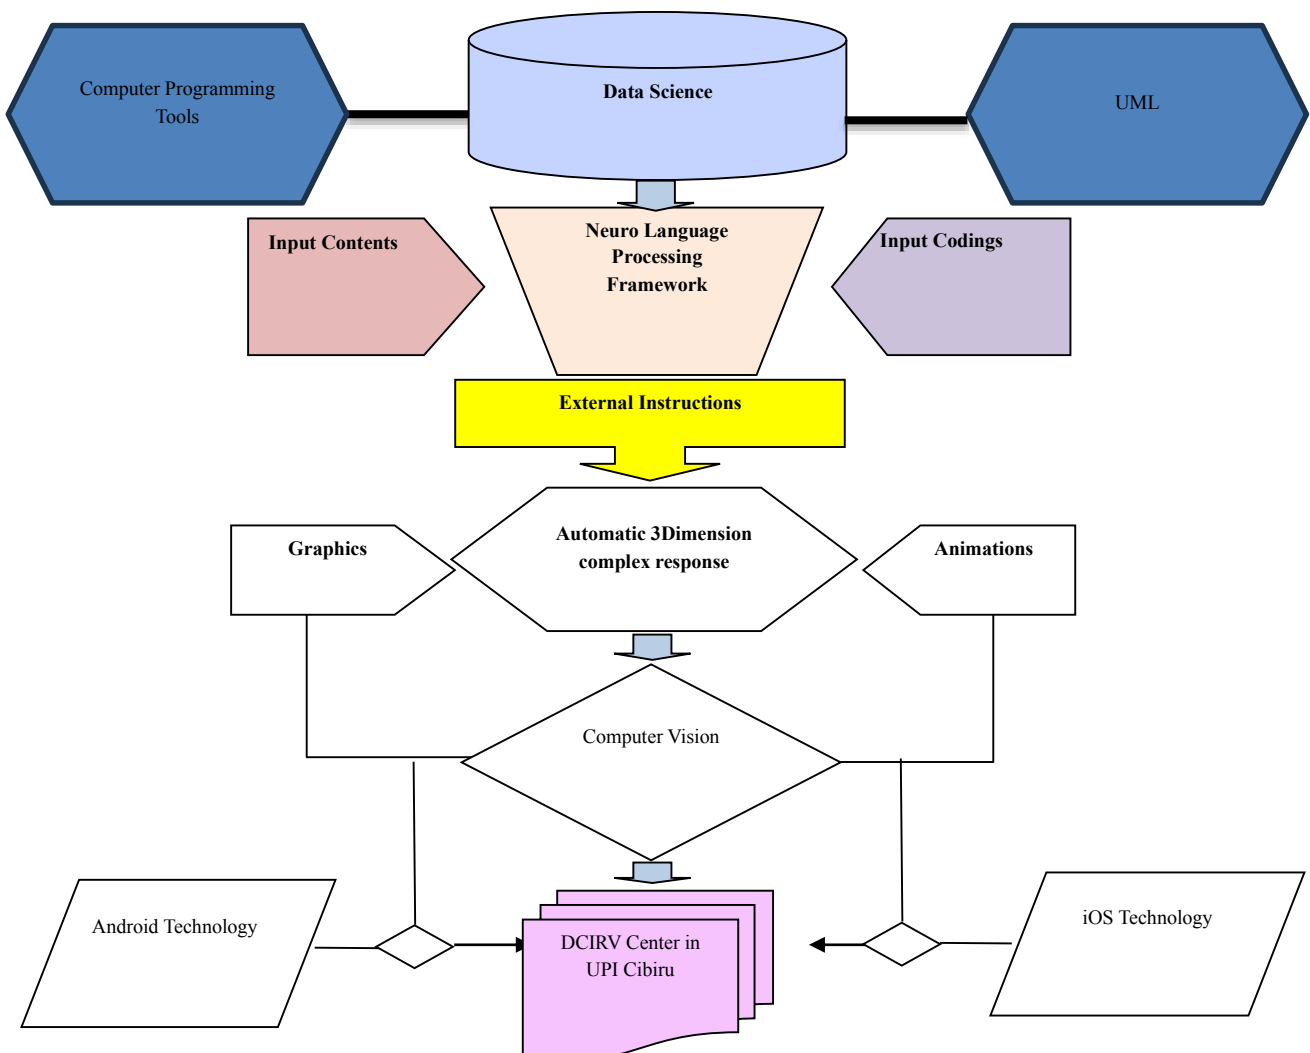 Computer Programming
Tools
Data Science
UML
Input Contents
Neuro Language
Processing
Framework
Input Codings
External Instructions
Graphics
Automatic 3Dimension
complex response
Animations
Computer Vision
Android Technology
DCIRV Center in
UPI Cibiru
iOS Technology